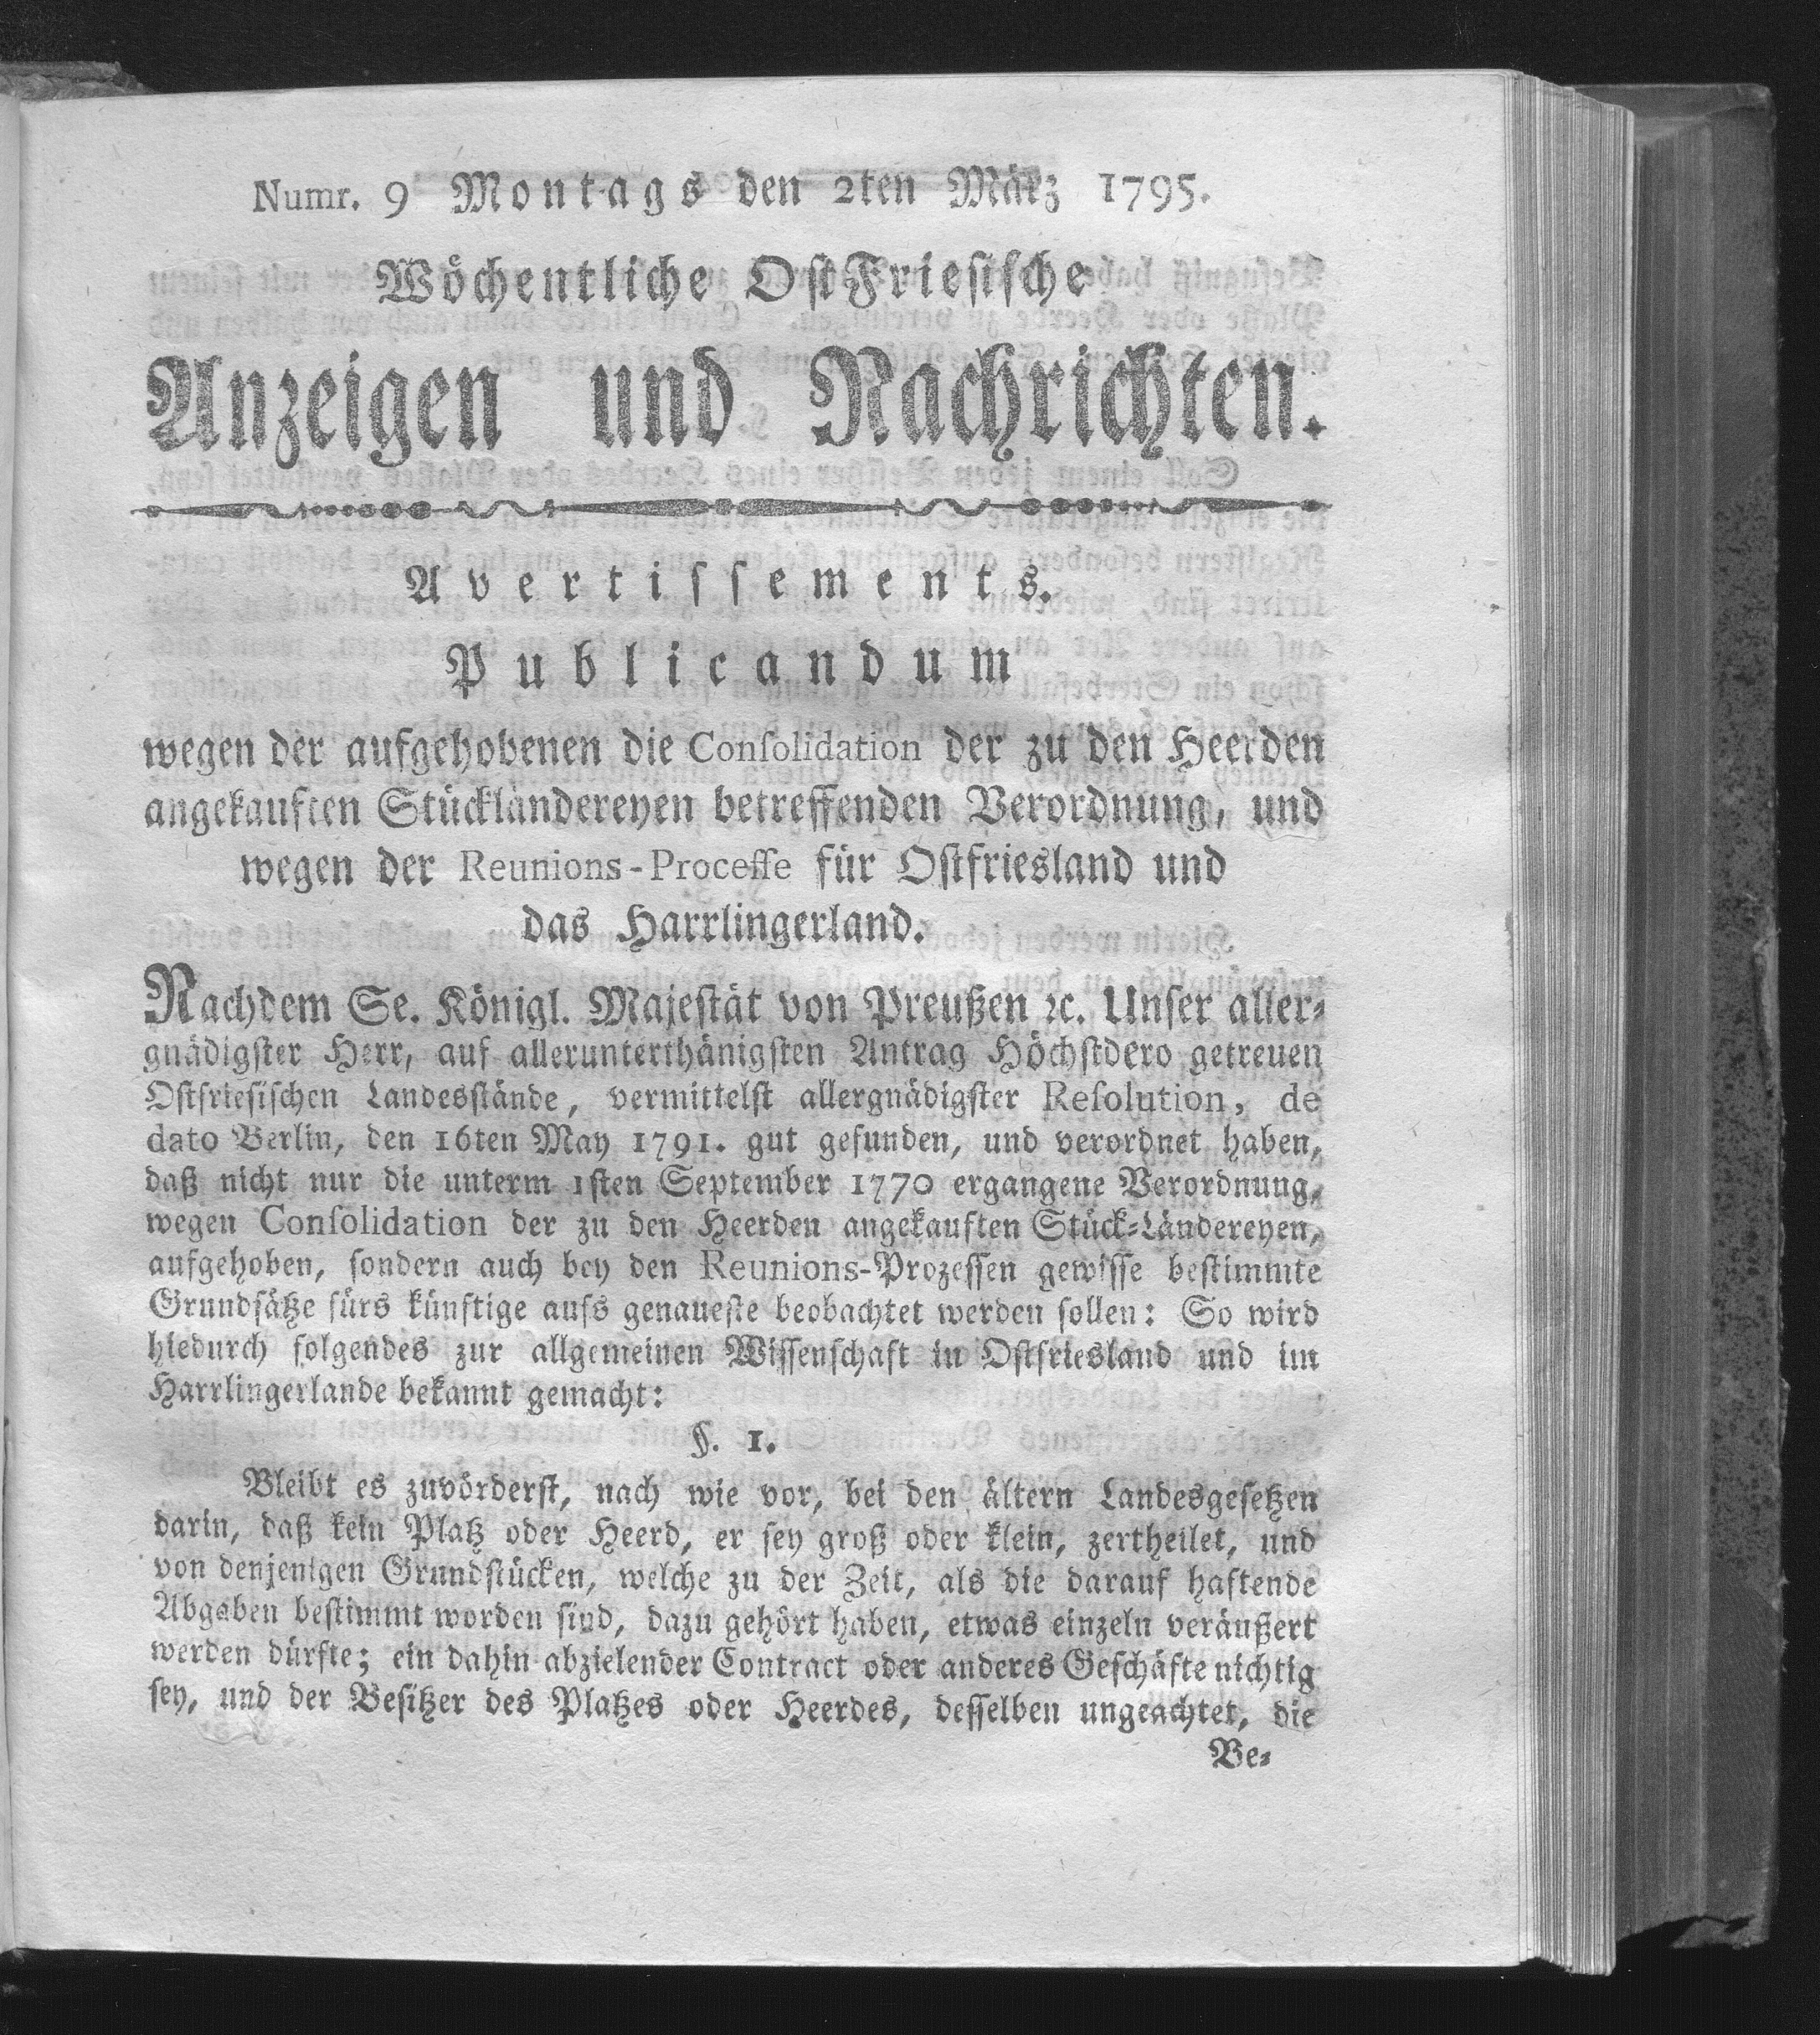 Numr. 9 Montags den 2ten März 1795.
Wöchentliche OstFriesische
Anzeigen und Nachrichten.
Avertissements.
Publicandum
wegen der aufgehobenen die Conſolidation der zu den Heerden
angekauften Stückländereyen betreffenden Verordnung, und
wegen der Reunions-Proceſſe für Ostfriesland und
das Harrlingerland.
Nachdem Se. Königl. Majestät von Preußen ꝛc. Unser aller-
gnädigster Herr, auf allerunterthänigsten Antrag Höchstdero getreuen
Ostfriesischen Landesstände, vermittelst allergnädigster Reſolution, de
dato Berlin, den 16ten May 1791. gut gefunden, und verordnet haben,
daß nicht nur die unterm 1sten September 1770 ergangene Verordnung,
wegen Conſolidation der zu den Heerden angekauften Stück-Ländereyen,
aufgehoben, sondern auch bey den Reunions-Prozessen gewisse bestimmte
Grundsätze fürs künftige aufs genaueste beobachtet werden sollen: So wird
hiedurch folgendes zur allgemeinen Wissenschaft in Ostfriesland und im
Harrlingerlande bekannt gemacht:
§. 1.
Bleibt es zuvörderst, nach wie vor, bei den ältern Landesgesetzen
darin, daß kein Platz oder Heerd, er sey groß oder klein, zertheilet, und
von denjenigen Grundstücken, welche zu der Zeit, als die darauf haftende
Abgaben bestimmt worden sind, dazu gehört haben, etwas einzeln veräußert
werden dürfte; ein dahin abzielender Contract oder anderes Geschäfte nichtig
sey, und der Besitzer des Platzes oder Heerdes, desselben ungeachtet, die
Be-